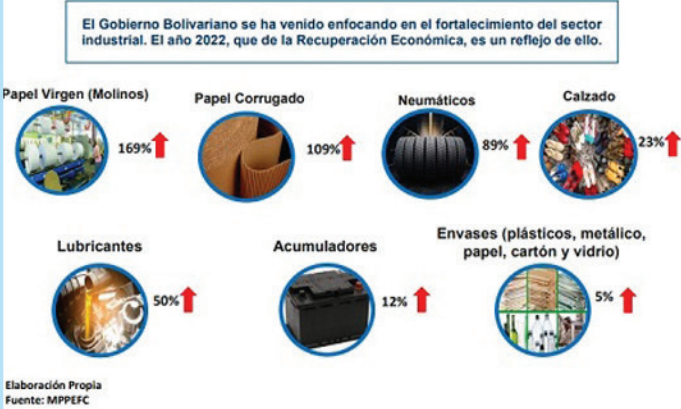 El Gobierno Bolivariano se ha venido enfocando en el fortalecimiento del sector
industrial. El año 2022, que de la Recuperación Económica, es un reflejo de ello.
Papel Virgen (Molinos)
169%
Papel Corrugado
109%
Neumáticos
89%
Calzado
23%
Lubricantes
50%
Acumuladores
12%
Envases (plásticos, metálico,
papel, cartón y vidrio)
5%
Elaboración Propia
Fuente: MPPEFC